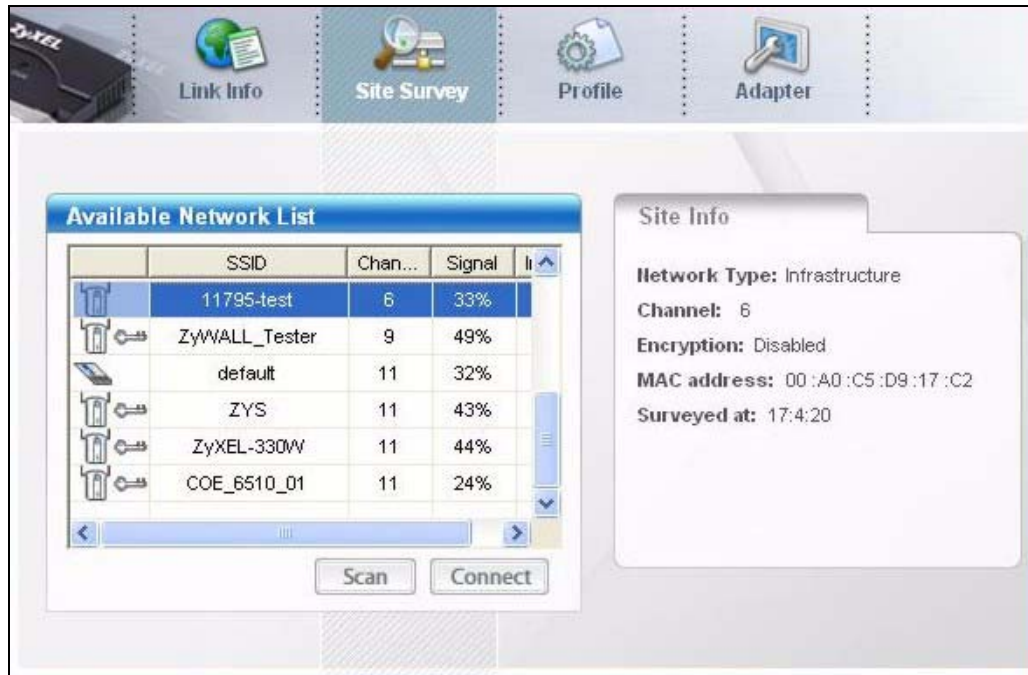 ZyXEL
Link Info
Site Survey
Profile
Adapter
Available Network List
SSID Chan... Signal
11795-test 6 33%
ZyWALL_Tester 9 49%
default 11 32%
ZYS 11 43%
ZyXEL-330W 11 44%
COE_6510_01 11 24%
Scan
Connect
Site Info
Network Type: Infrastructure
Channel: 6
Encryption: Disabled
MAC address: 00 :A0 :C5 :D9 :17 :C2
Surveyed at: 17:4:20